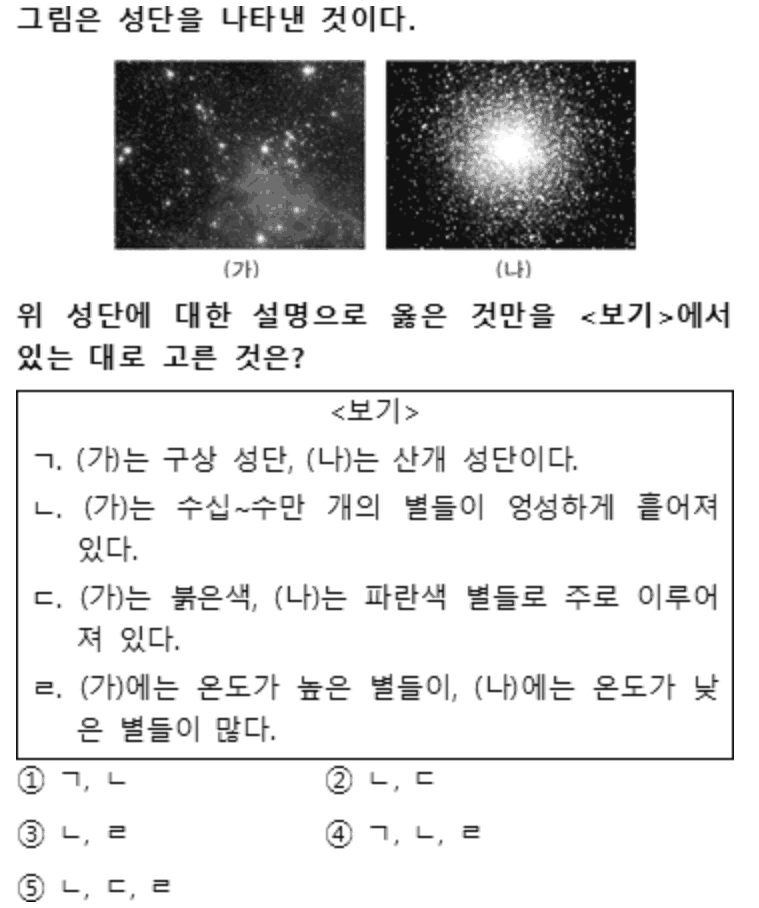 그림은 성단을 나타낸 것이다.
(가) (나)
위 성단에 대한 설명으로 옳은 것만을 <보기>에서
있는 대로 고른 것은?
<보기>
ㄱ. (가)는 구상 성단, (나)는 산개 성단이다.
ㄴ. (가)는 수십~수만 개의 별들이 엉성하게 흩어져
있다.
ㄷ. (가)는 붉은색, (나)는 파란색 별들로 주로 이루어
져 있다.
ㄹ. (가)에는 온도가 높은 별들이, (나)에는 온도가 낮
은 별들이 많다.
① ㄱ, ㄴ ② ㄴ, ㄷ
③ ㄴ, ㄹ ④ ㄱ, ㄴ, ㄹ
⑤ ㄴ, ㄷ, ㄹ